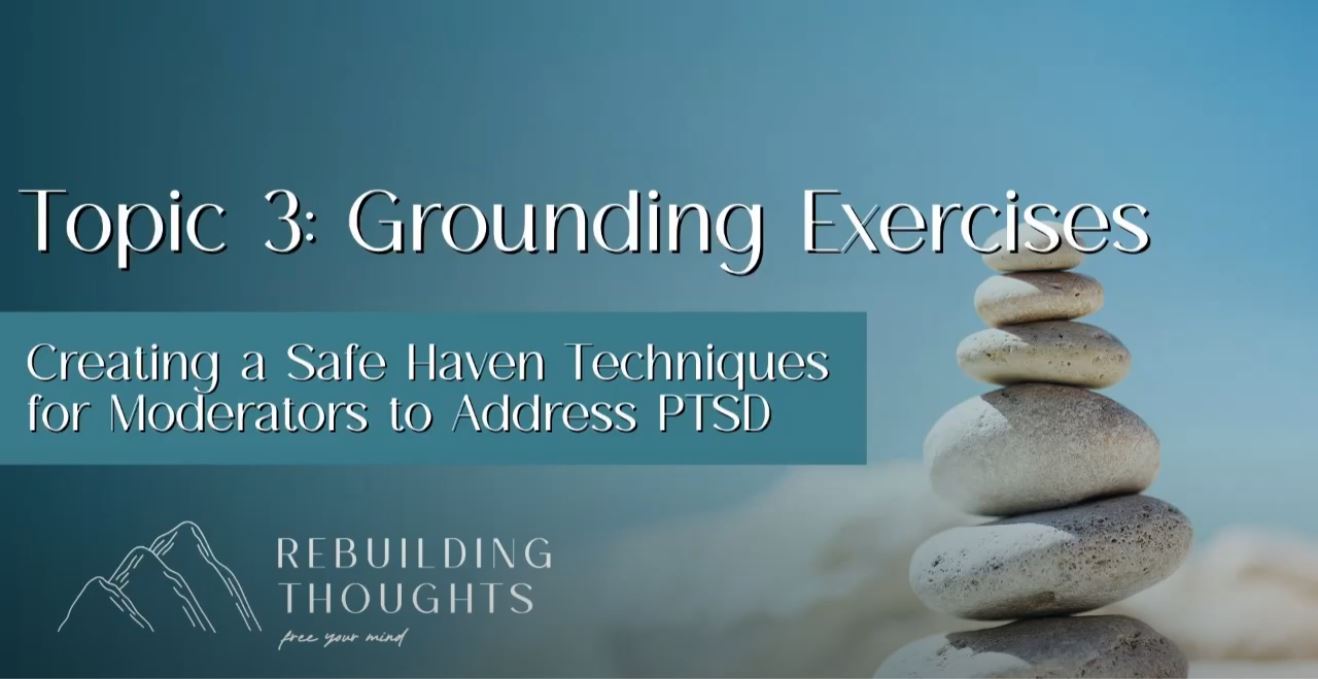 Topic 3: Grounding Exercises
Creating a Safe Haven Techniques
for Moderators to Address PTSD
REBUILDING
THOUGHTS
free your mind